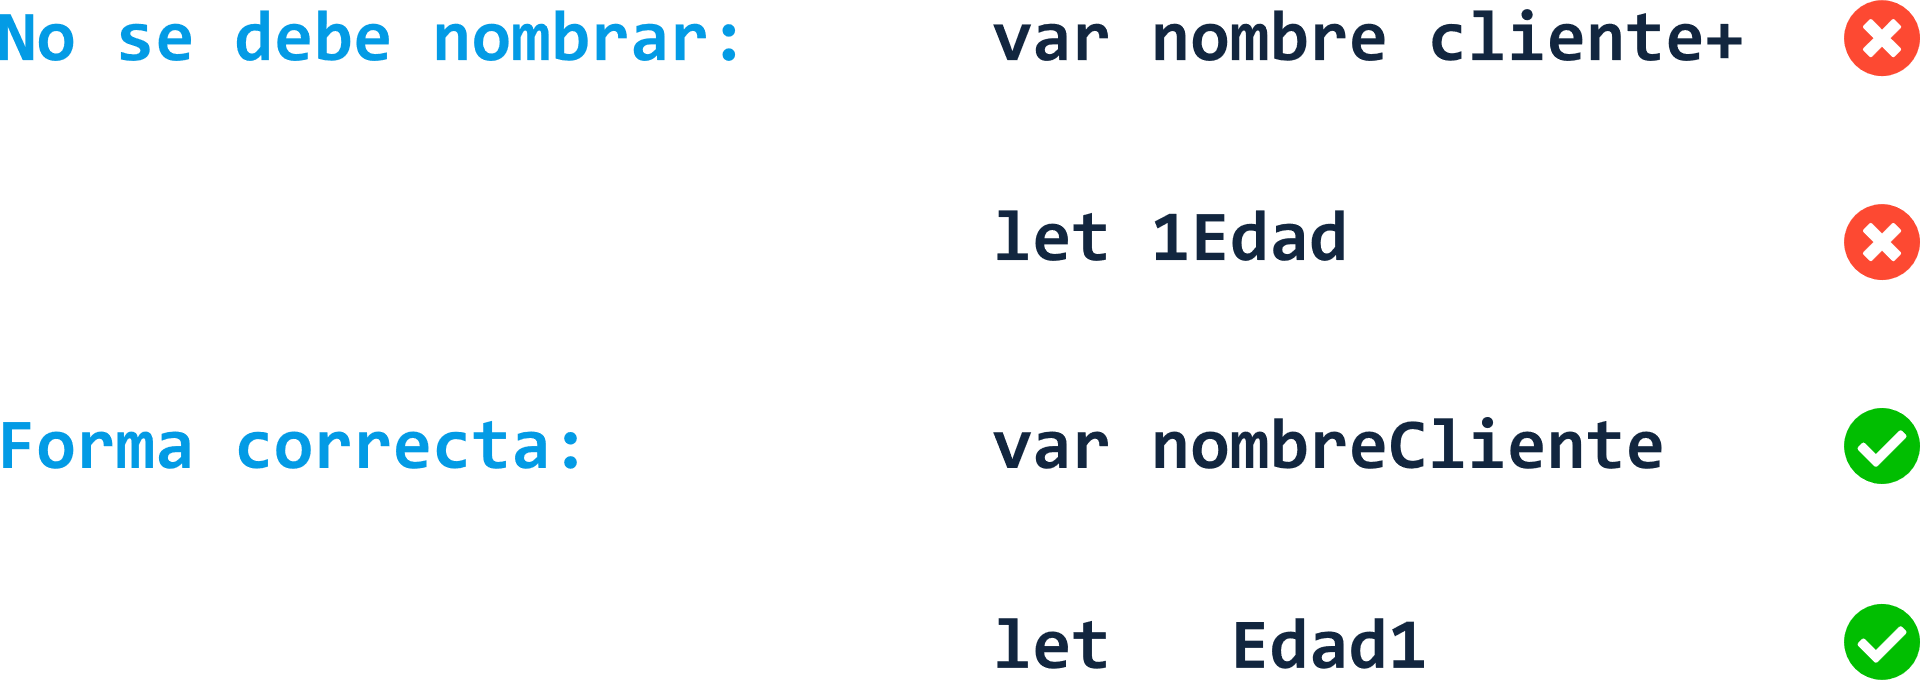 No se debe nombrar: var nombre cliente+
let 1Edad
Forma correcta: var nombreCliente
let   Edad1